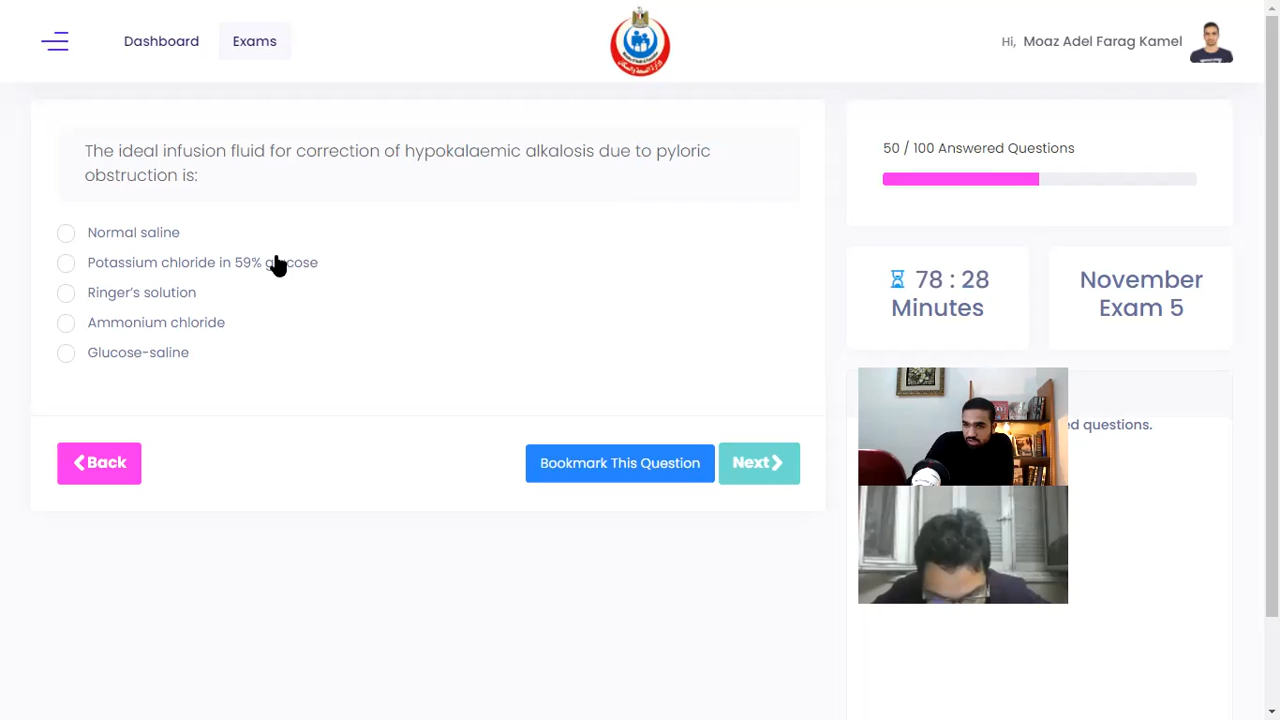 Dashboard
Exams
Hi, Moaz Adel Farag Kamel
The ideal infusion fluid for correction of hypokalaemic alkalosis due to pyloric
obstruction is:
Normal saline
Potassium chloride in 59% glucose
Ringer’s solution
Ammonium chloride
Glucose-saline
Back
Bookmark This Question
Next
50 / 100 Answered Questions
78 : 28
Minutes
November
Exam 5
questions.